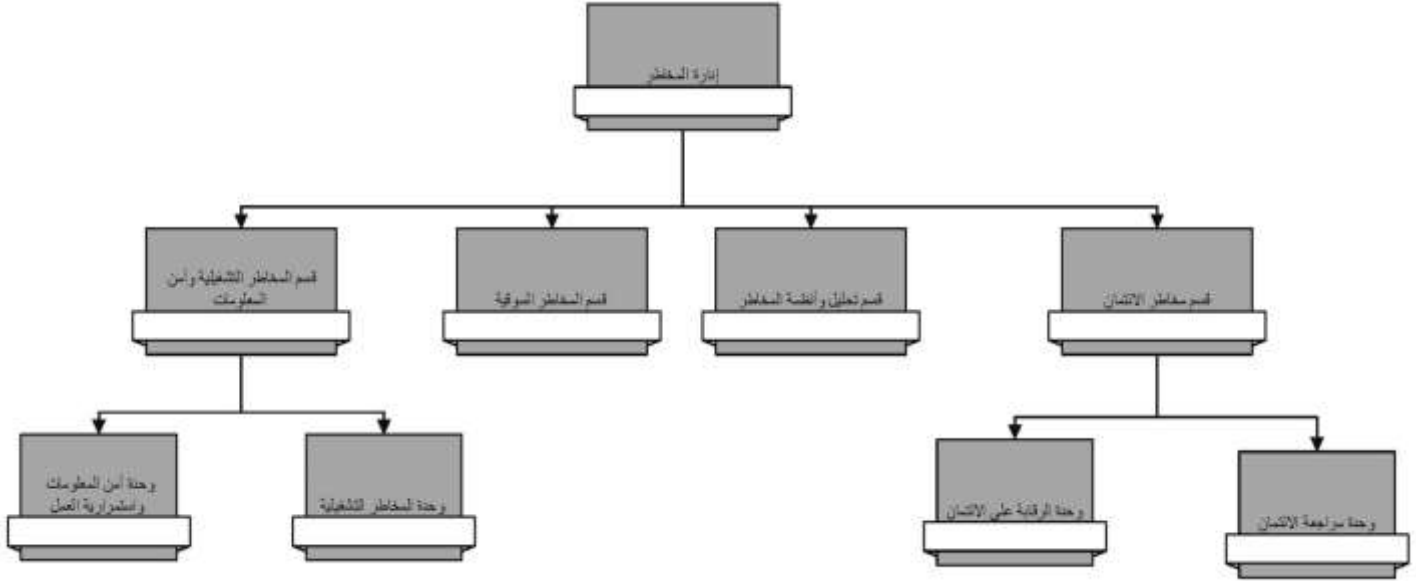 إدارة المخاطر
قسم مخاطر الائتمان
قسم تحليل وأنظمة المخاطر
قسم المخاطر السوقية
قسم المخاطر التشغيلية وأمن
المعلومات
وحدة مراجعة الائتمان
وحدة الرقابة على الائتمان
وحدة المخاطر التشغيلية
وحدة أمن المعلومات
واستمرارية العمل